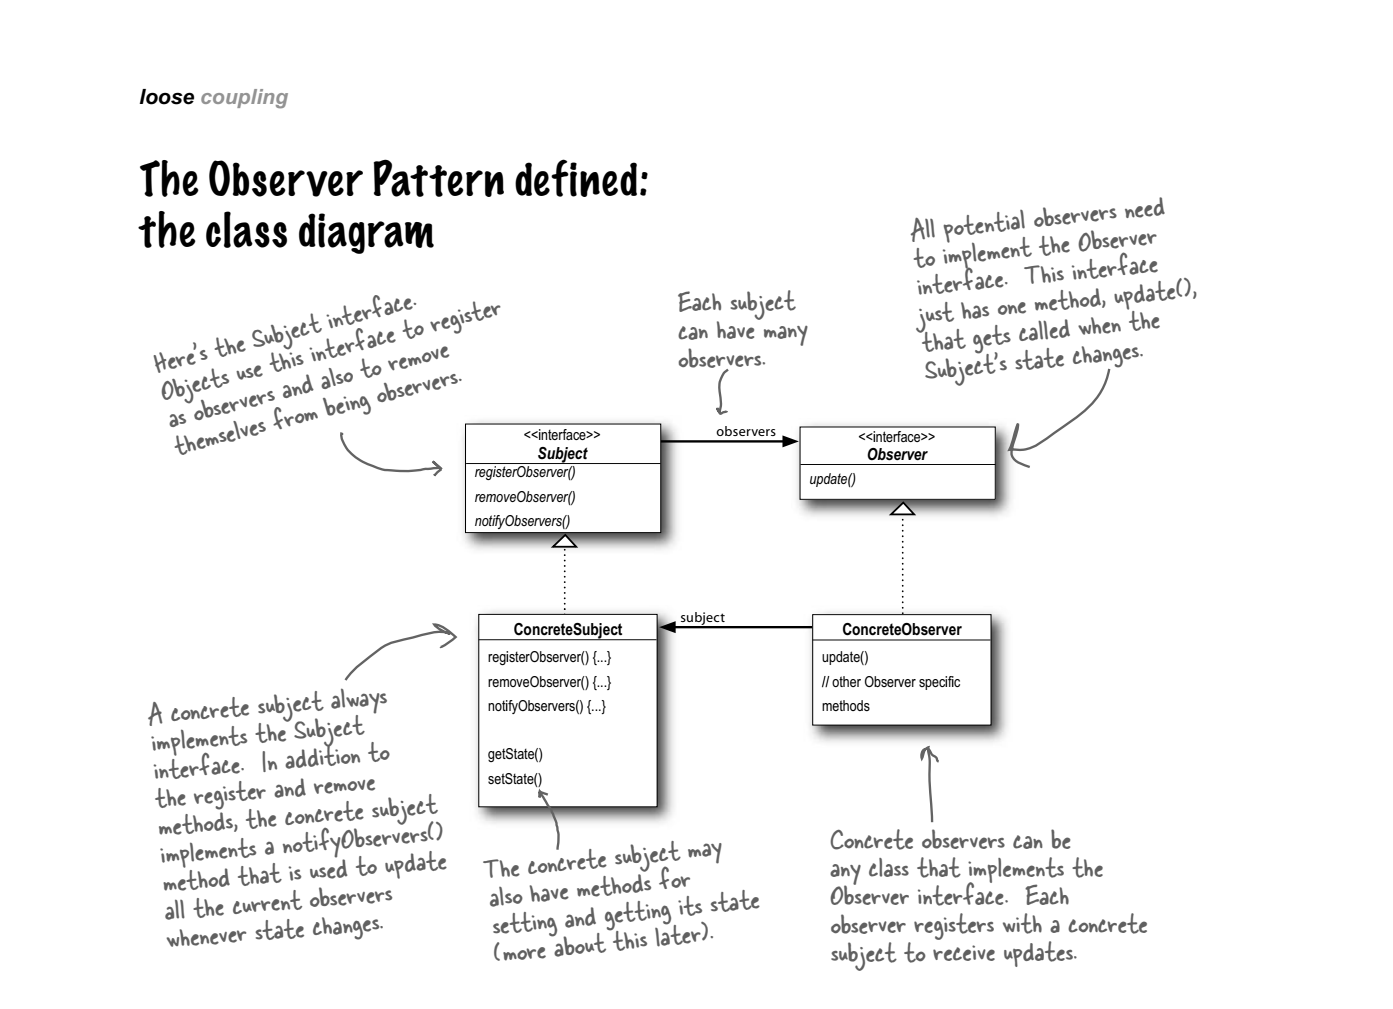 loose coupling
The Observer Pattern defined:
the class diagram
All potential observers need
to implement the Observer
interface. This interface
just has one method, update(),
that gets called when the
Subject's state changes.
Here's the Subject interface.
Objects use this interface to register
as observers and also to remove
themselves from being observers.
Each subject
can have many
observers.
<<interface>>
Subject
registerObserver()
removeObserver()
notifyObservers()
observers
<<interface>>
Observer
update()
ConcreteSubject
registerObserver() {...}
removeObserver() {...}
notifyObservers() {...}
getState()
setState()
subject
ConcreteObserver
update()
// other Observer specific
methods
A concrete subject always
implements the Subject
interface. In addition to
the register and remove
methods, the concrete subject
implements a notifyObservers()
method that is used to update
all the current observers
whenever state changes.
The concrete subject may
also have methods for
setting and getting its state
(more about this later).
Concrete observers can be
any class that implements the
Observer interface. Each
observer registers with a concrete
subject to receive updates.